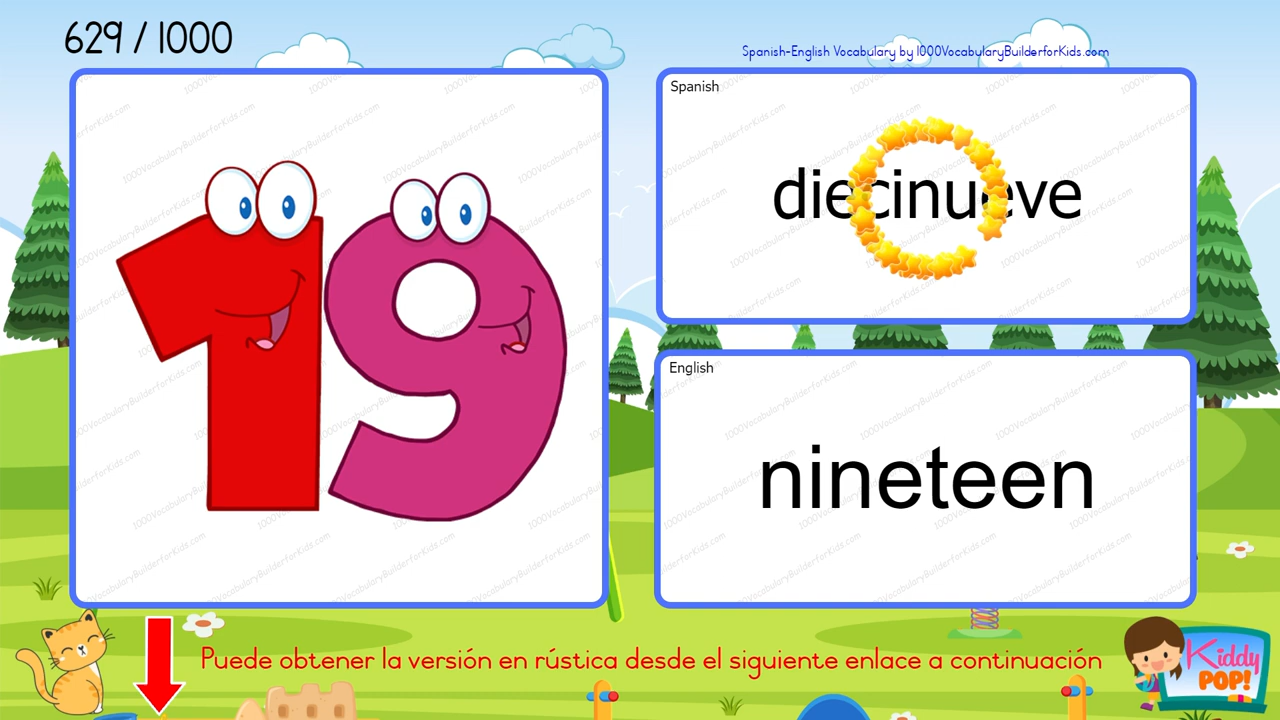 629 / 1000
Spanish-English Vocabulary by 1000VocabularyBuilderforKids.com
19
Spanish
diecinueve
English
nineteen
Puede obtener la versión en rústica desde el siguiente enlace a continuación
Kiddy
POP!